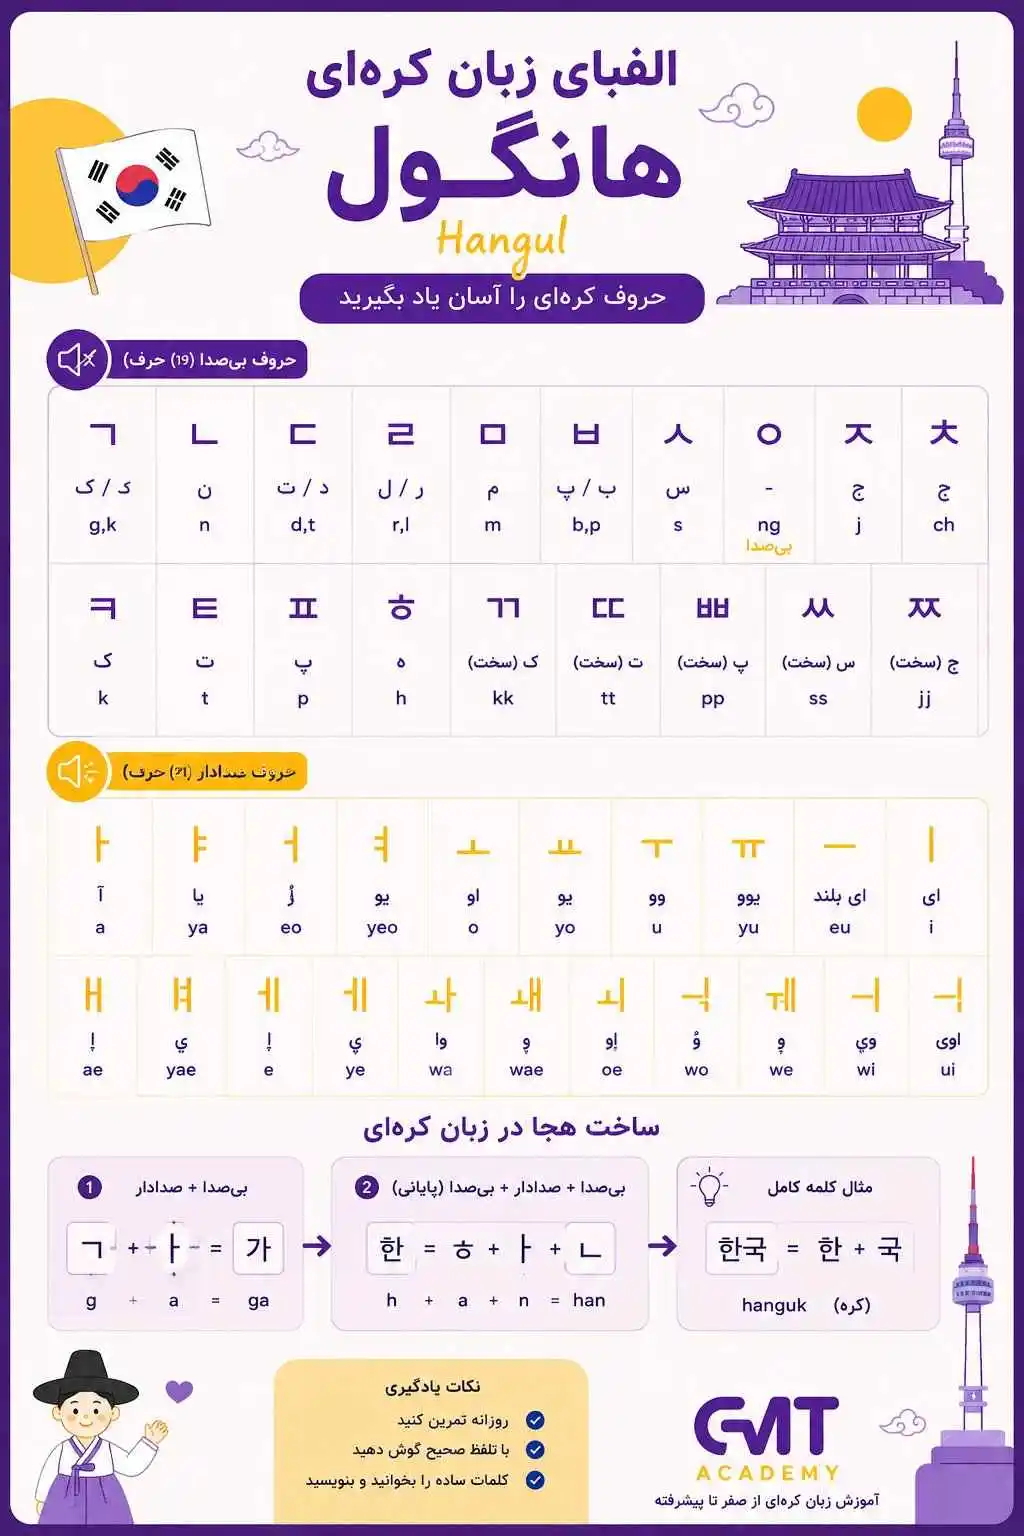 الفبای زبان کره‌ای
هانگول
Hangul
حروف کره‌ای را آسان یاد بگیرید
حروف بی‌صدا (19) حرف)
ㄱ ㄴ ㄷ ㄹ ㅁ ㅂ ㅅ ㅇ ㅈ ㅊ
ک / ک ن ت / د ل / ر م پ / ب س - ج ج
g,k n d,t r,l m b,p s ng j ch
بی‌صدا
ㅋ ㅌ ㅍ ㅎ ㄲ ㄸ ㅃ ㅆ ㅉ
ک ت پ ه ک (سخت) ت (سخت) پ (سخت) س (سخت) ج (سخت)
k t p h kk tt pp ss jj
حروف صدادار (21) حرف)
ㅏ ㅑ ㅓ ㅕ ㅗ ㅛ ㅜ ㅠ ㅡ ㅣ
آ یا یو او یو وو یوو ای بلند ای
a ya eo yeo o yo u yu eu i
ㅐ ㅒ ㅔ ㅔ ㅚ
وا اوی
ae yae e ye wa wae oe wo we wi ui
ساخت هجا در زبان کره‌ای
1 بی‌صدا + صدادار
ㄱ + ㅏ = 가
g + a = ga
2 بی‌صدا + صدادار + بی‌صدا (پایانی)
한 = ㅎ + ㅏ + ㄴ
h + a + n = han
مثال کلمه کامل
한국 = 한 + 국
hanguk (کره)
نکات یادگیری
روزانه تمرین کنید
با تلفظ صحیح گوش دهید
کلمات ساده را بخوانید و بنویسید
GMT
ACADEMY
آموزش زبان کره‌ای از صفر تا پیشرفته